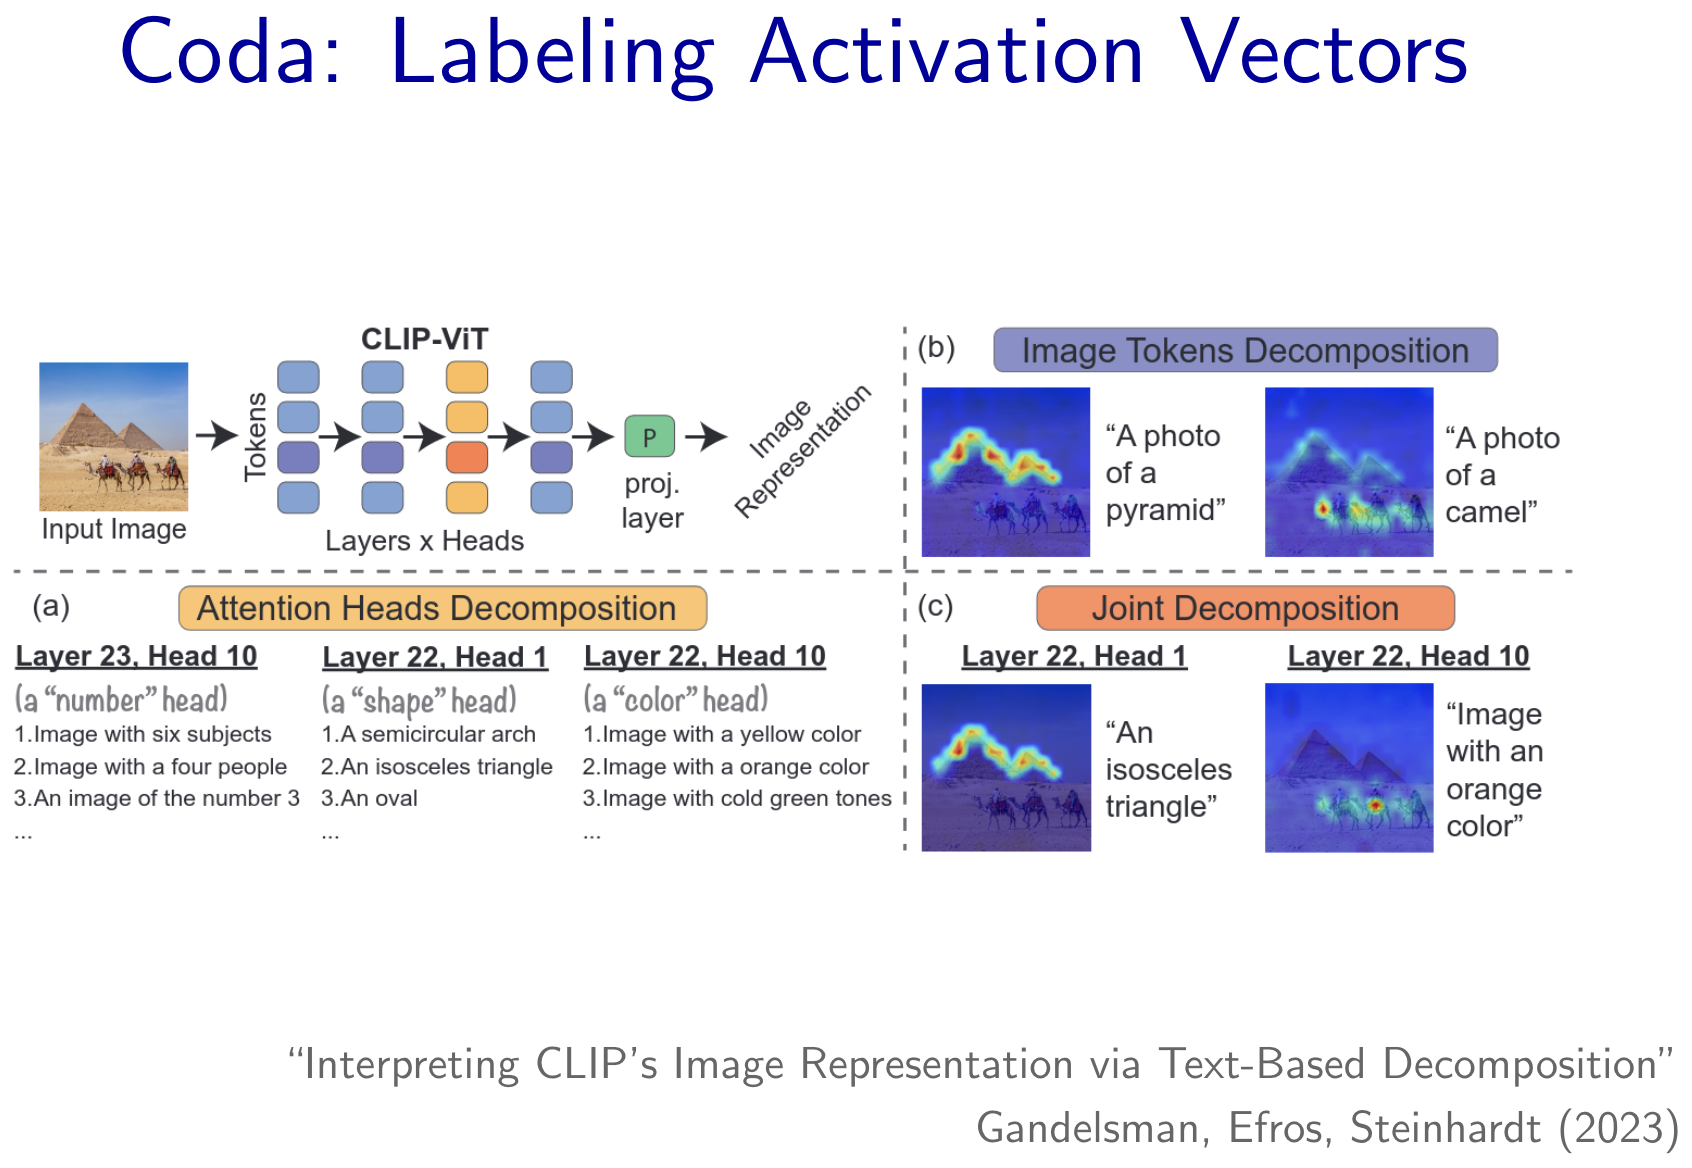 Coda: Labeling Activation Vectors
CLIP-ViT
Tokens
P
Input Image
Layers x Heads
proj.
layer
Image
Representation
(b)
Image Tokens Decomposition
“A photo
of a
pyramid”
“A photo
of a
camel”
(a)
Attention Heads Decomposition
Layer 23, Head 10
(a “number” head)
1.Image with six subjects
2.Image with a four people
3.An image of the number 3
...
Layer 22, Head 1
(a “shape” head)
1.A semicircular arch
2.An isosceles triangle
3.An oval
...
Layer 22, Head 10
(a “color” head)
1.Image with a yellow color
2.Image with a orange color
3.Image with cold green tones
...
(c)
Joint Decomposition
Layer 22, Head 1
“An
isosceles
triangle”
Layer 22, Head 10
“Image
with an
orange
color”
“Interpreting CLIP’s Image Representation via Text-Based Decomposition”
Gandelsman, Efros, Steinhardt (2023)